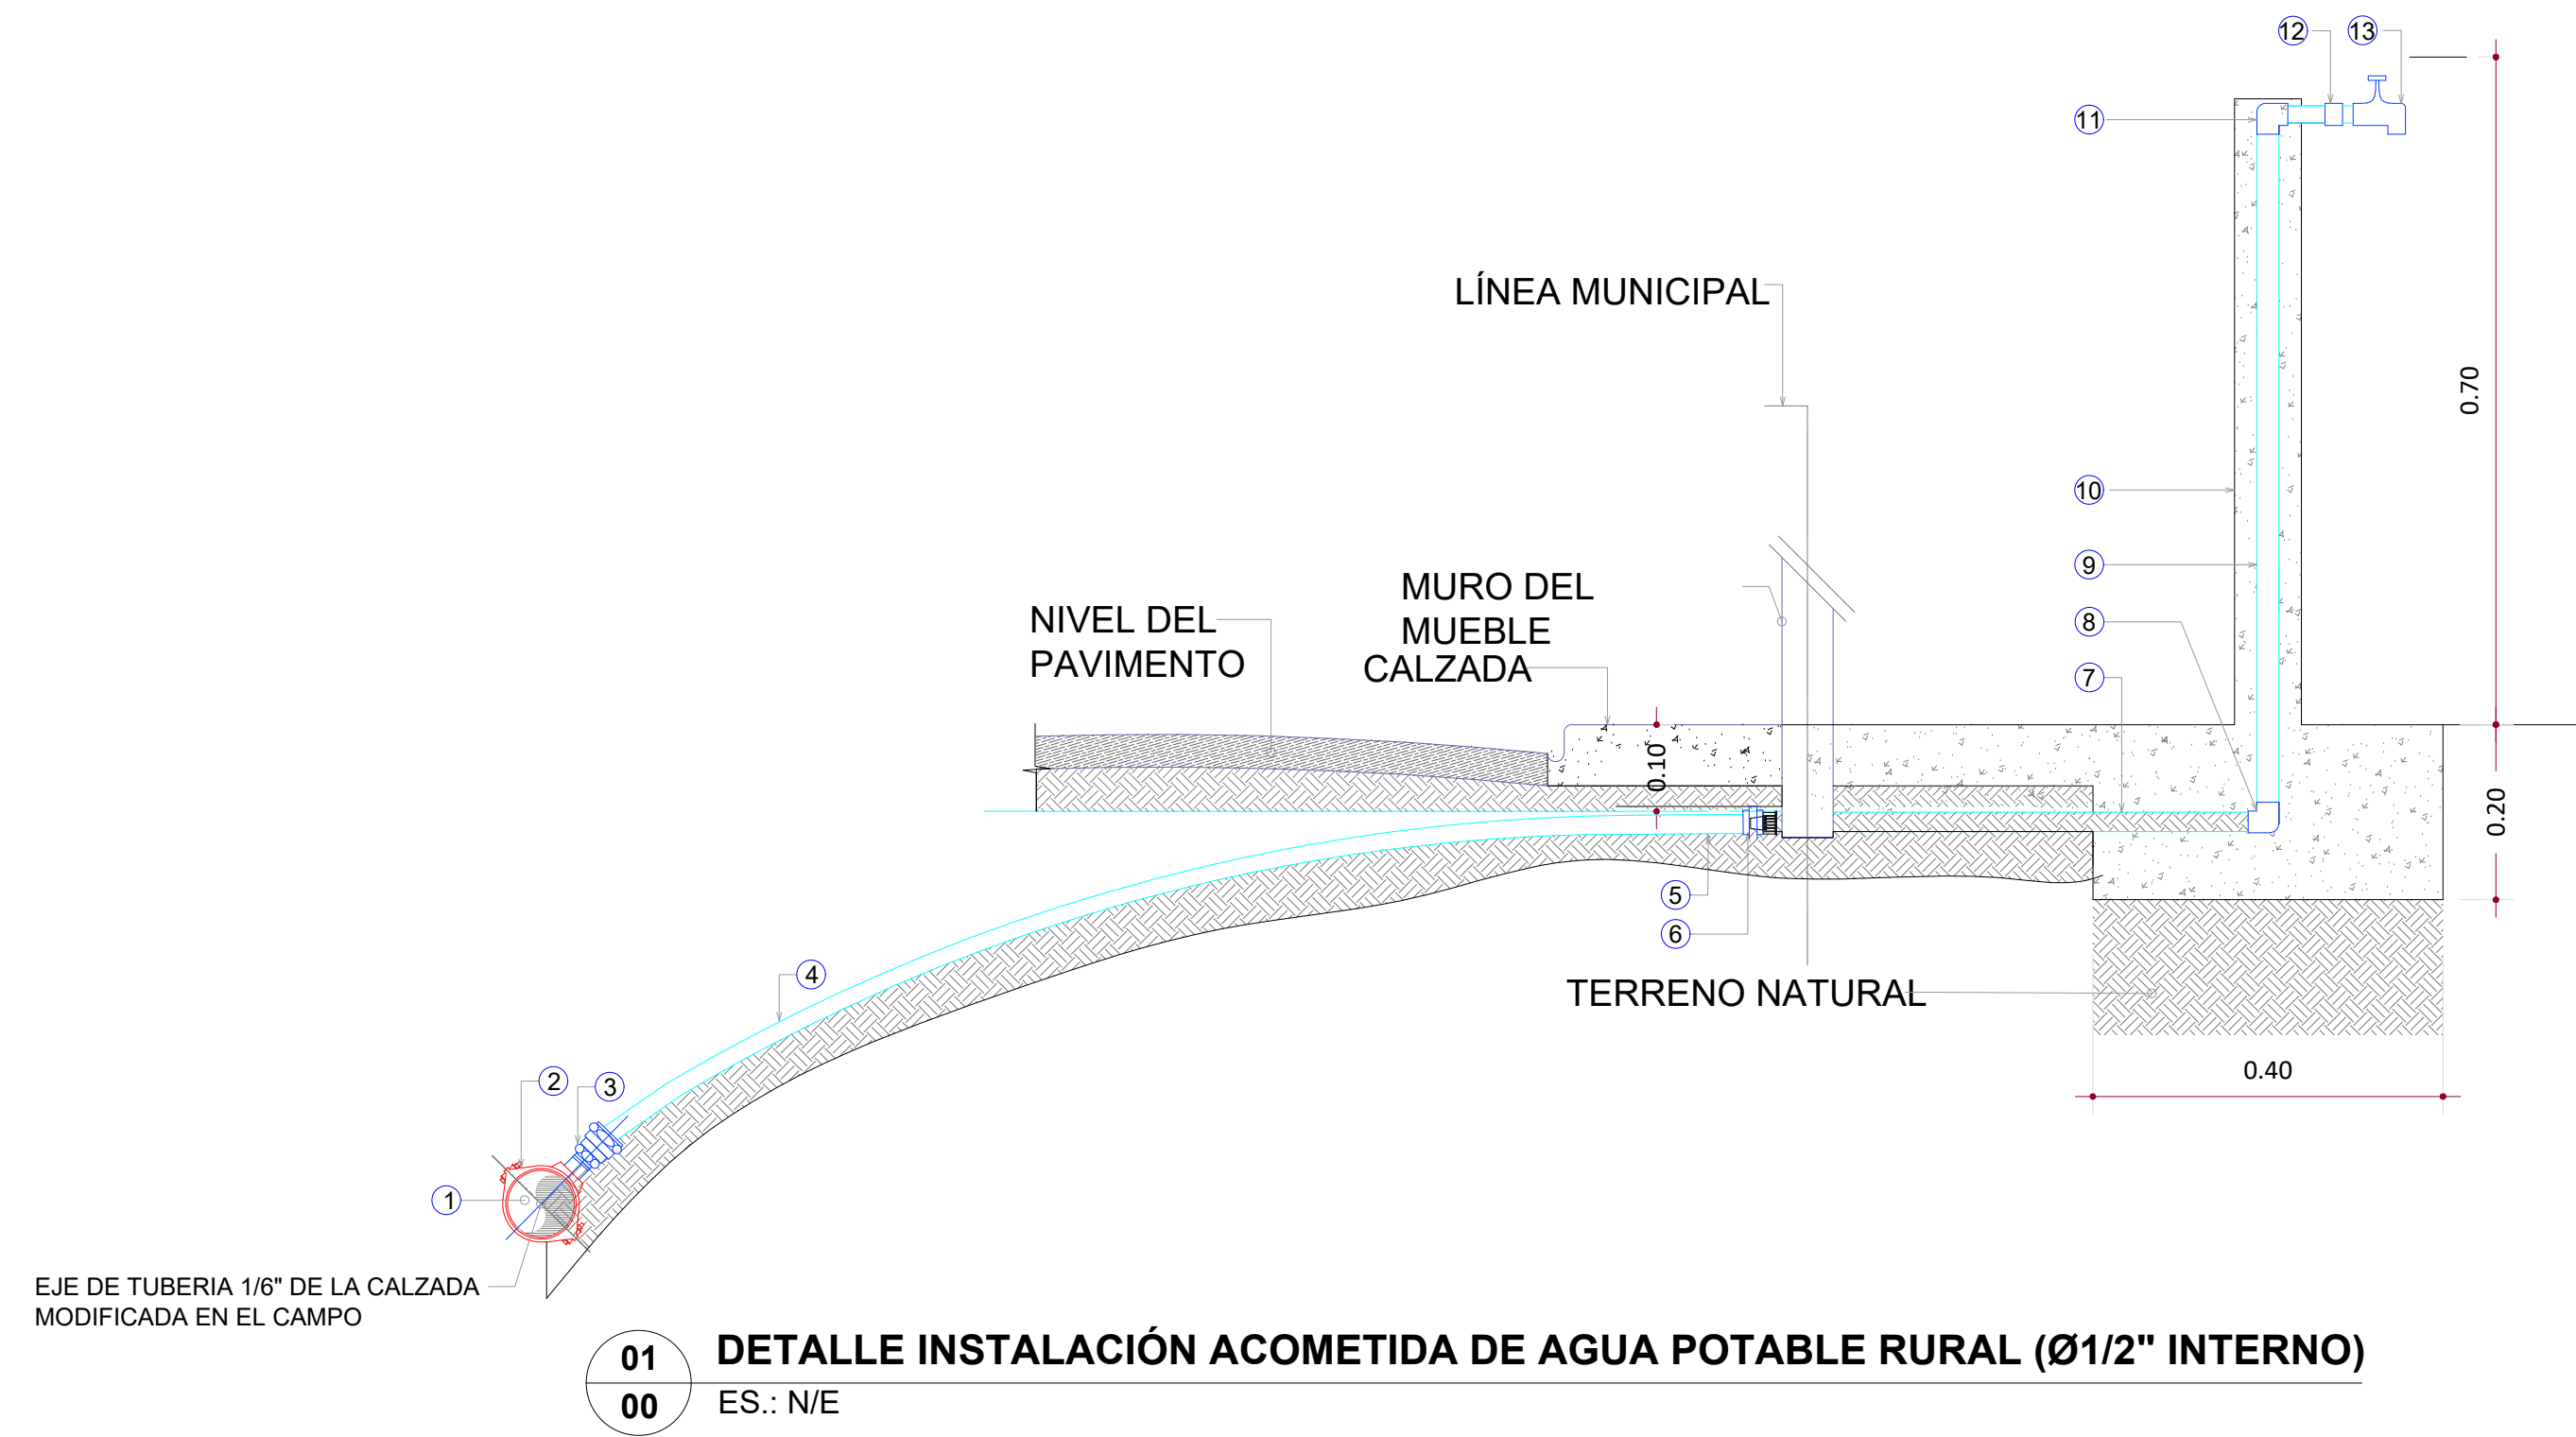 12
13
11
0.70
LÍNEA MUNICIPAL
10
9
MURO DEL
MUEBLE
NIVEL DEL
PAVIMENTO
CALZADA
8
7
0.10
0.20
5
6
4
TERRENO NATURAL
0.40
2
3
1
EJE DE TUBERIA 1/6" DE LA CALZADA
MODIFICADA EN EL CAMPO
01
00
DETALLE INSTALACIÓN ACOMETIDA DE AGUA POTABLE RURAL (Ø1/2" INTERNO)
ES.: N/E